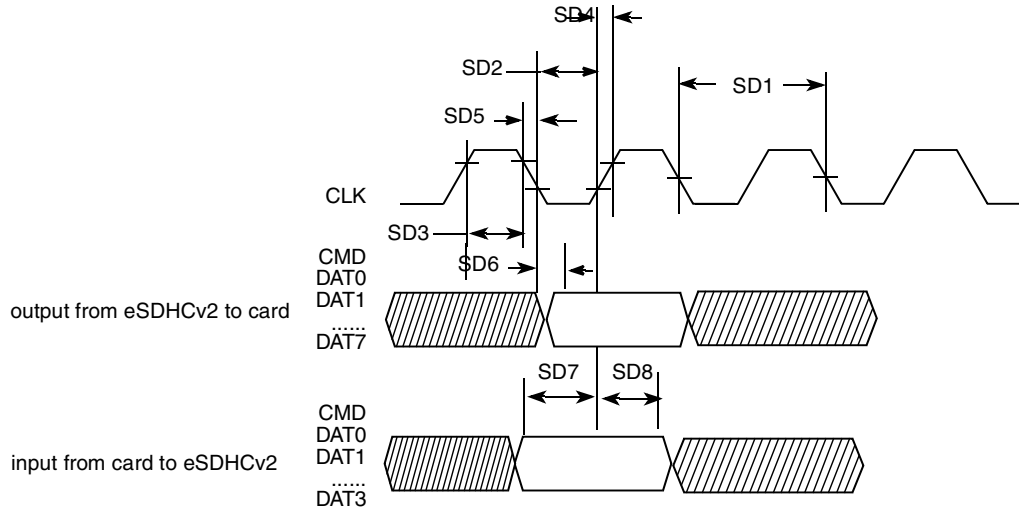 SD4
SD2
SD1
SD5
CLK
SD3
CMD
SD6
DAT0
output from eSDHCv2 to card
DAT1
......
DAT7
SD7
SD8
CMD
DAT0
input from card to eSDHCv2
DAT1
......
DAT3